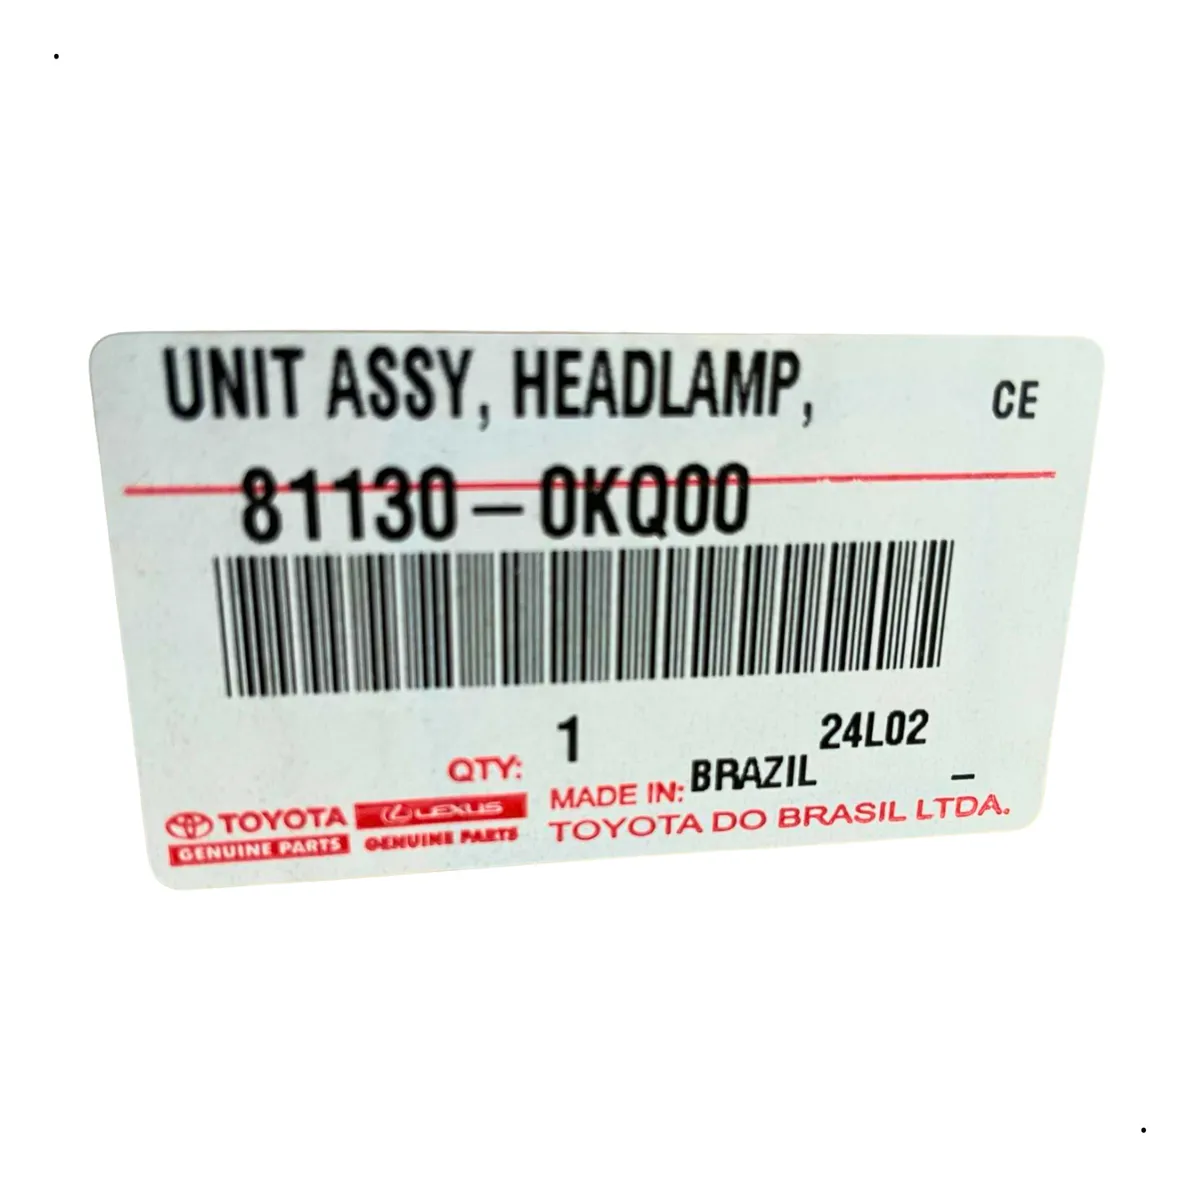 UNIT ASSY, HEADLAMP,
CE
81130-0KQ00
1
24L02
QTY:
MADE IN: BRAZIL
-
TOYOTA
LEXUS
TOYOTA DO BRASIL LTDA.
GENUINE PARTS
GENUINE PARTS